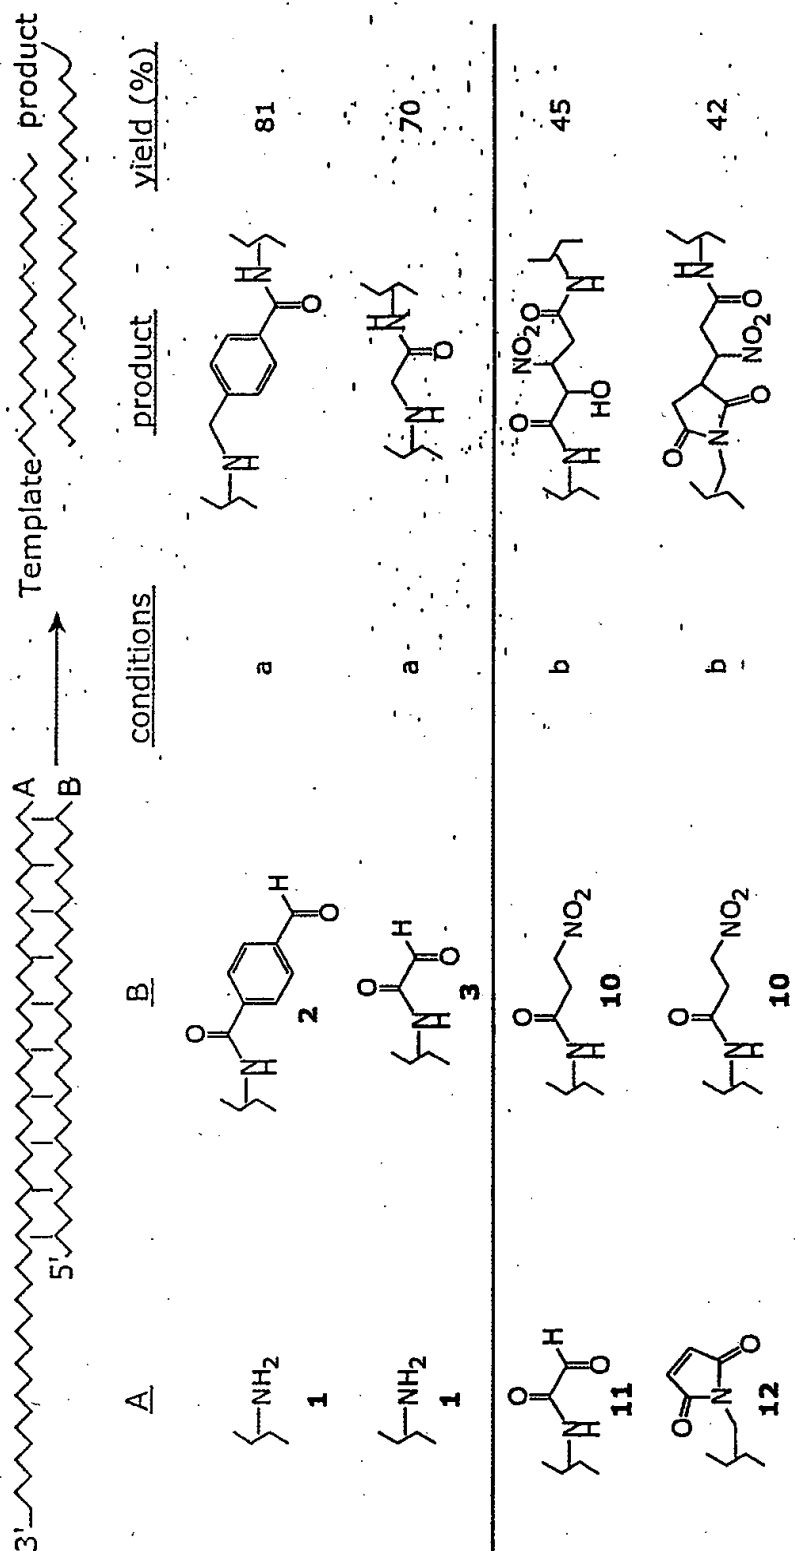 3' A Template product
5' B
A B conditions product yield (%)
NH2 O N H O H a N H O H N 81
1 2
NH2 O N H O H a N H O H N 70
1 3
O N H O H O N H NO2 b O N H HO NO2 O N H 45
11 10
O N O O N H NO2 b O N O NO2 O H N 42
12 10